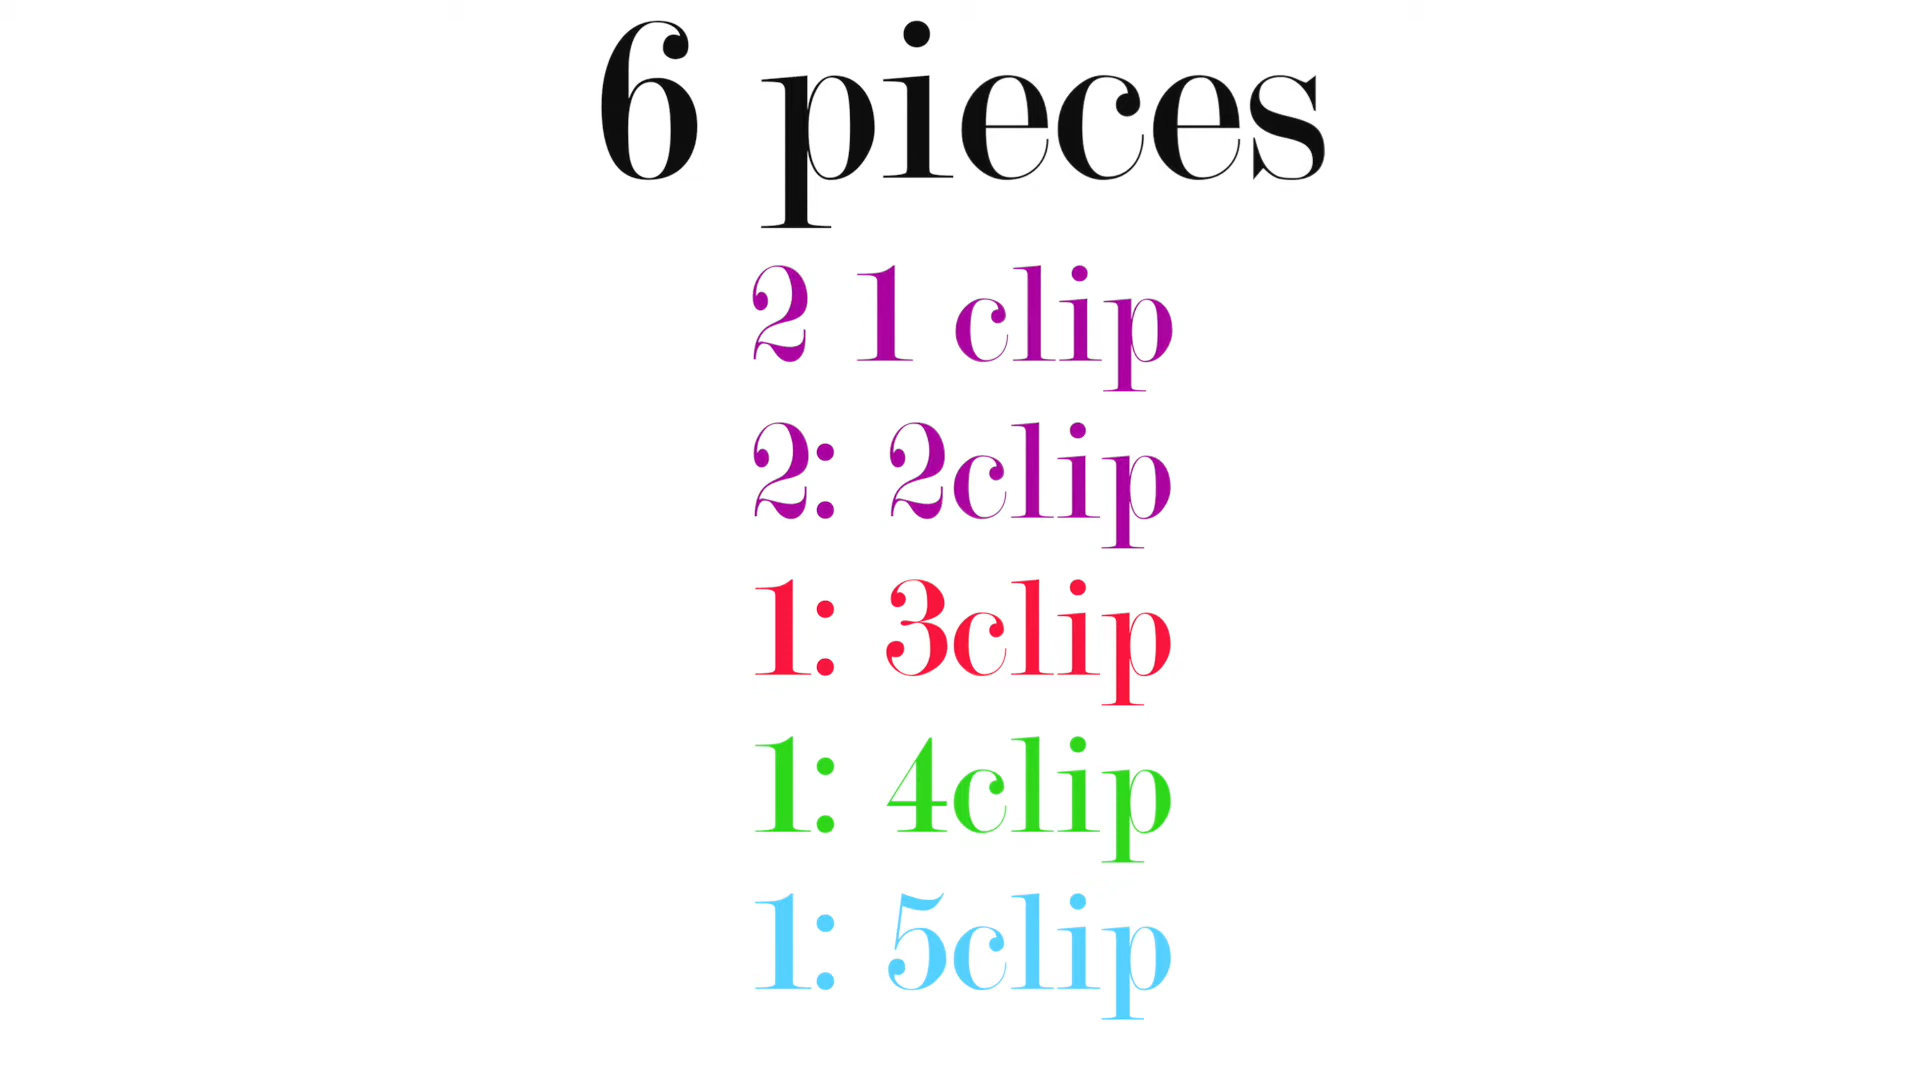 6 pieces
2 1 clip
2: 2clip
1: 3clip
1: 4clip
1: 5clip